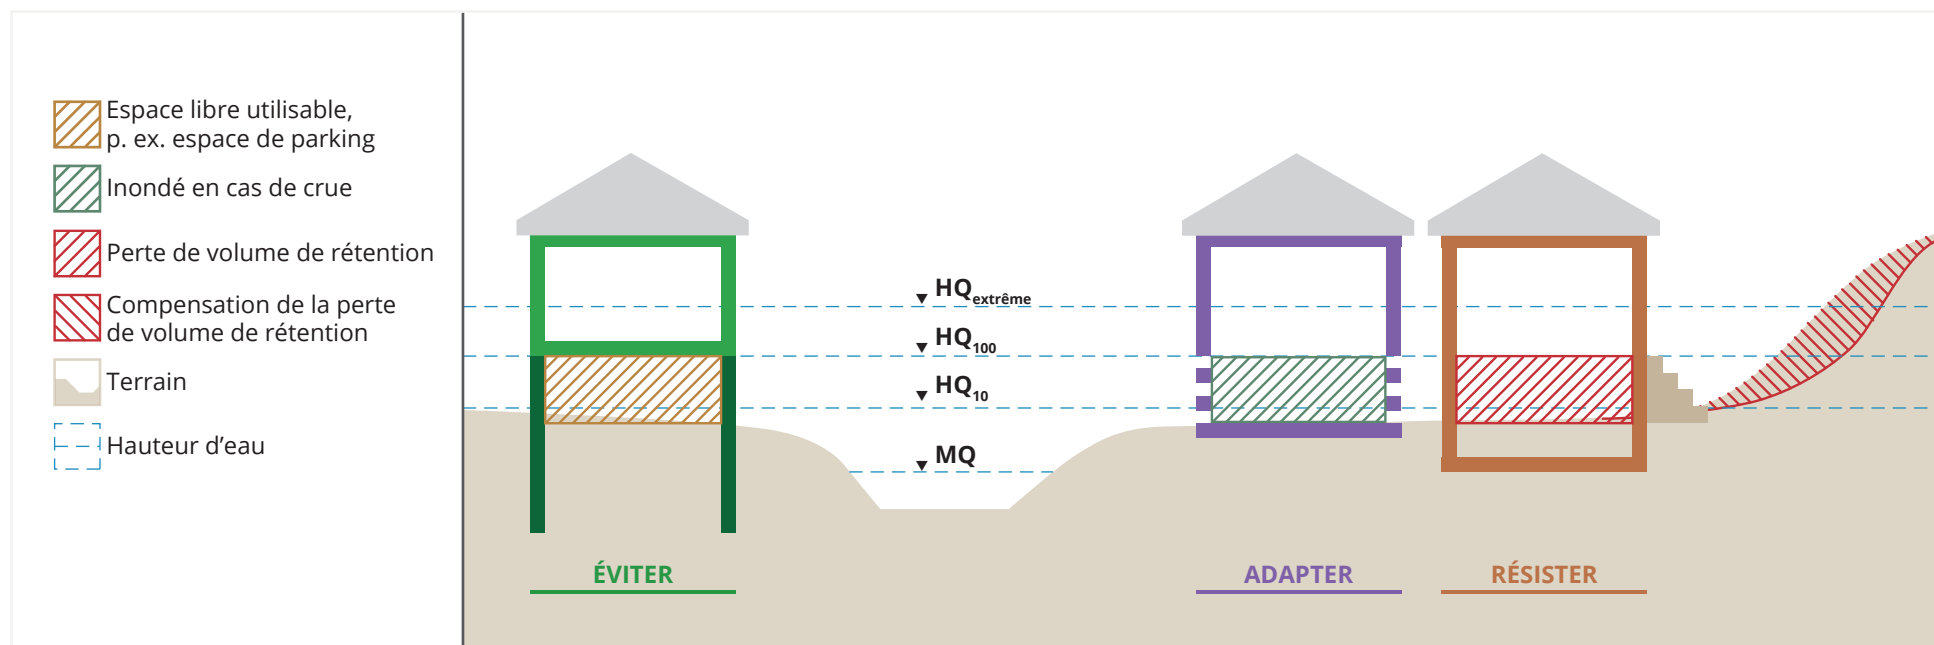 Espace libre utilisable,
p. ex. espace de parking
Inondé en cas de crue
Perte de volume de rétention
Compensation de la perte
de volume de rétention
Terrain
Hauteur d’eau
HQextrême
HQ100
HQ10
MQ
ÉVITER
ADAPTER
RÉSISTER